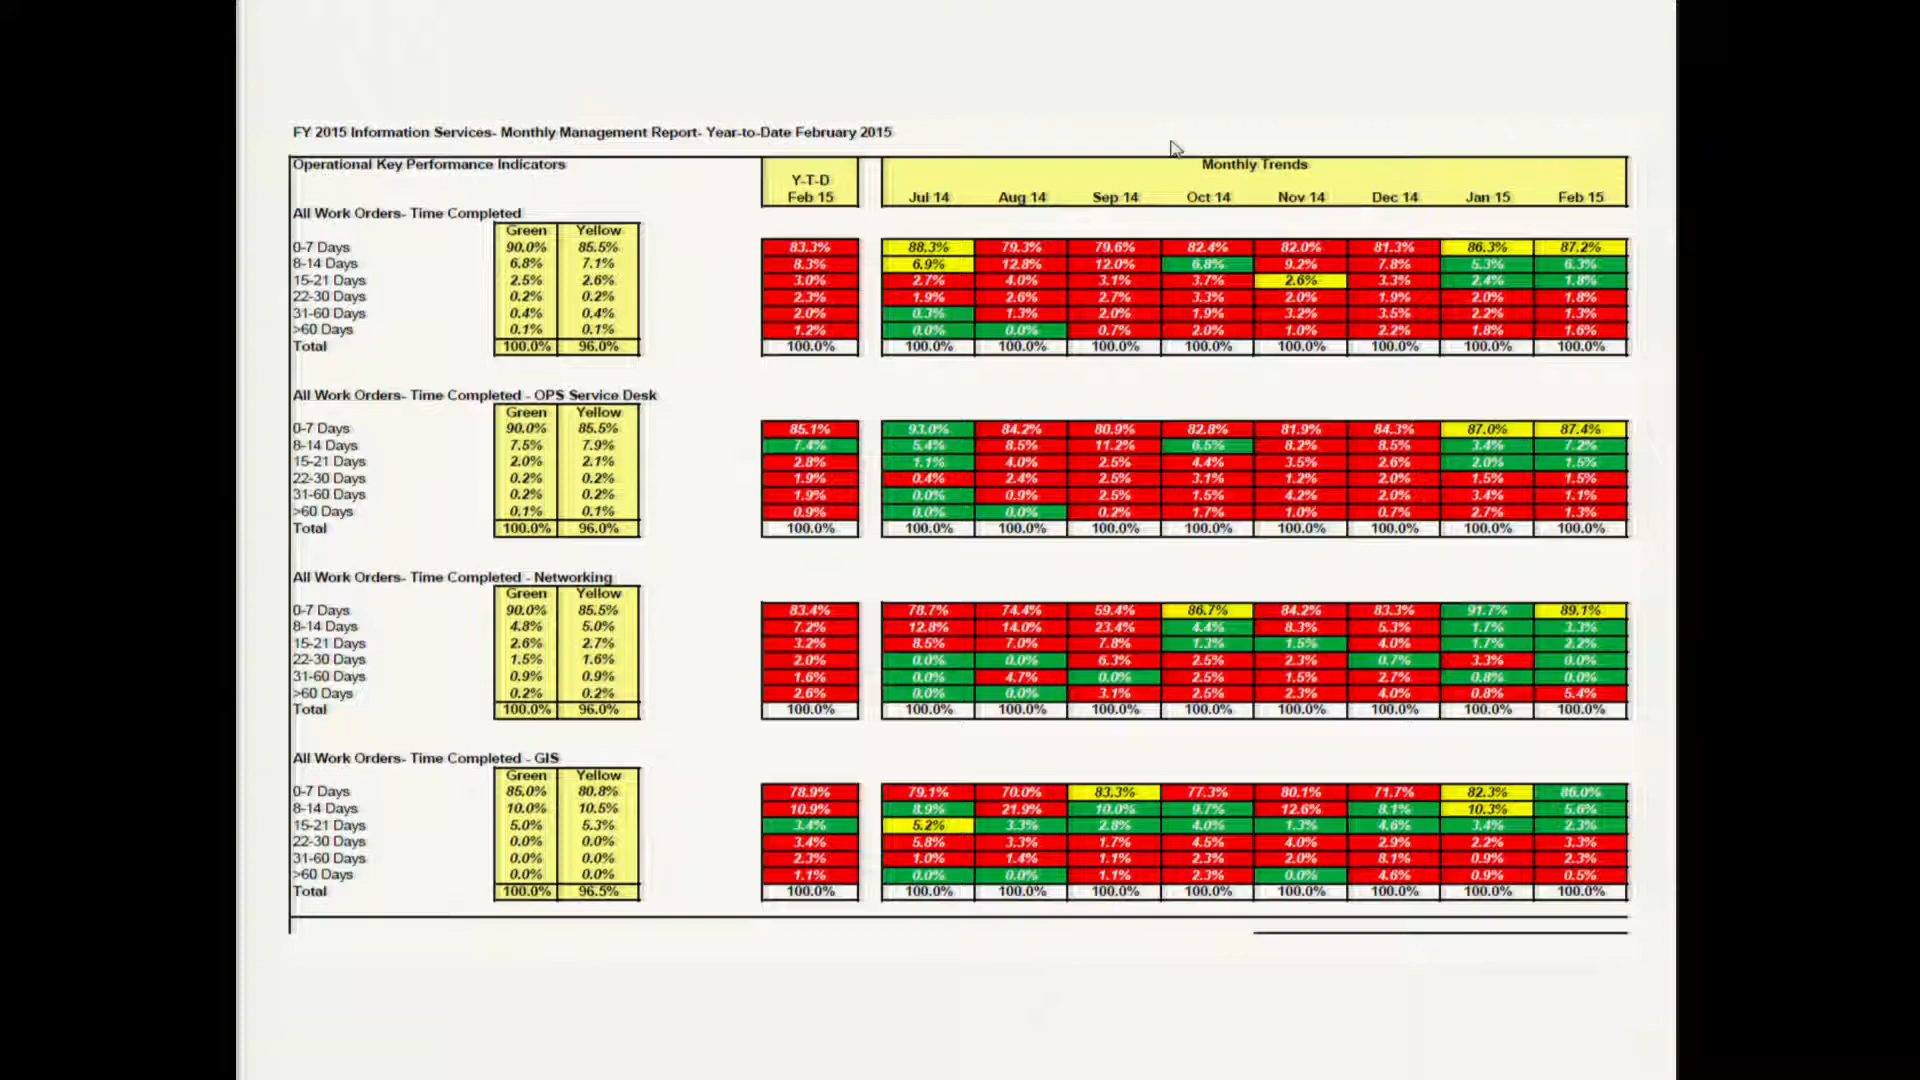 FY 2015 Information Services- Monthly Management Report- Year-to-Date February 2015
Operational Key Performance Indicators Monthly Trends
Y-T-D
Feb 15 Jul 14 Aug 14 Sep 14 Oct 14 Nov 14 Dec 14 Jan 15 Feb 15
All Work Orders- Time Completed
Green Yellow
0-7 Days 90.0% 85.5% 83.3% 88.3% 79.3% 79.6% 82.4% 82.0% 81.3% 86.3% 87.2%
8-14 Days 6.8% 7.1% 8.3% 6.9% 12.8% 12.0% 6.8% 9.2% 7.8% 5.3% 6.3%
15-21 Days 2.5% 2.6% 3.0% 2.7% 4.0% 3.1% 3.7% 2.6% 3.3% 2.4% 1.8%
22-30 Days 0.2% 0.2% 2.3% 1.9% 2.6% 2.7% 3.3% 2.0% 1.9% 2.0% 1.8%
31-60 Days 0.4% 0.4% 2.0% 0.3% 1.3% 2.0% 1.9% 3.2% 3.5% 2.2% 1.3%
>60 Days 0.1% 0.1% 1.2% 0.0% 0.0% 0.7% 2.0% 1.0% 2.2% 1.8% 1.6%
Total 100.0% 96.0% 100.0% 100.0% 100.0% 100.0% 100.0% 100.0% 100.0% 100.0% 100.0%
All Work Orders- Time Completed - OPS Service Desk
Green Yellow
0-7 Days 90.0% 85.5% 85.1% 93.0% 84.2% 80.9% 82.8% 81.9% 84.3% 87.0% 87.4%
8-14 Days 7.5% 7.9% 7.4% 5.4% 8.5% 11.2% 6.5% 8.2% 8.5% 3.4% 7.2%
15-21 Days 2.0% 2.1% 2.8% 1.1% 4.0% 2.5% 4.4% 3.5% 2.6% 2.0% 1.5%
22-30 Days 0.2% 0.2% 1.9% 0.4% 2.4% 2.5% 3.1% 1.2% 2.0% 1.5% 1.5%
31-60 Days 0.2% 0.2% 1.9% 0.0% 0.9% 2.5% 1.5% 4.2% 2.0% 3.4% 1.1%
>60 Days 0.1% 0.1% 0.9% 0.0% 0.0% 0.2% 1.7% 1.0% 0.7% 2.7% 1.3%
Total 100.0% 96.0% 100.0% 100.0% 100.0% 100.0% 100.0% 100.0% 100.0% 100.0% 100.0%
All Work Orders- Time Completed - Networking
Green Yellow
0-7 Days 90.0% 85.5% 83.4% 78.7% 74.4% 59.4% 86.7% 84.2% 83.3% 91.7% 89.1%
8-14 Days 4.8% 5.0% 7.2% 12.8% 14.0% 23.4% 4.4% 8.3% 5.3% 1.7% 3.3%
15-21 Days 2.6% 2.7% 3.2% 8.5% 7.0% 7.8% 1.3% 1.5% 4.0% 1.7% 2.2%
22-30 Days 1.5% 1.6% 2.0% 0.0% 0.0% 6.3% 2.5% 2.3% 0.7% 3.3% 0.0%
31-60 Days 0.9% 0.9% 1.6% 0.0% 4.7% 0.0% 2.5% 1.5% 2.7% 0.8% 0.0%
>60 Days 0.2% 0.2% 2.6% 0.0% 0.0% 3.1% 2.5% 2.3% 4.0% 0.8% 5.4%
Total 100.0% 96.0% 100.0% 100.0% 100.0% 100.0% 100.0% 100.0% 100.0% 100.0% 100.0%
All Work Orders- Time Completed - GIS
Green Yellow
0-7 Days 85.0% 80.8% 78.9% 79.1% 70.0% 83.3% 77.3% 80.1% 71.7% 82.3% 86.0%
8-14 Days 10.0% 10.5% 10.9% 8.9% 21.9% 10.0% 9.7% 12.6% 8.1% 10.3% 5.6%
15-21 Days 5.0% 5.3% 3.4% 5.2% 3.3% 2.8% 4.0% 1.3% 4.6% 3.4% 2.3%
22-30 Days 0.0% 0.0% 3.4% 5.8% 3.3% 1.7% 4.5% 4.0% 2.9% 2.2% 3.3%
31-60 Days 0.0% 0.0% 2.3% 1.0% 1.4% 1.1% 2.3% 2.0% 8.1% 0.9% 2.3%
>60 Days 0.0% 0.0% 1.1% 0.0% 0.0% 1.1% 2.3% 0.0% 4.6% 0.9% 0.5%
Total 100.0% 96.5% 100.0% 100.0% 100.0% 100.0% 100.0% 100.0% 100.0% 100.0% 100.0%